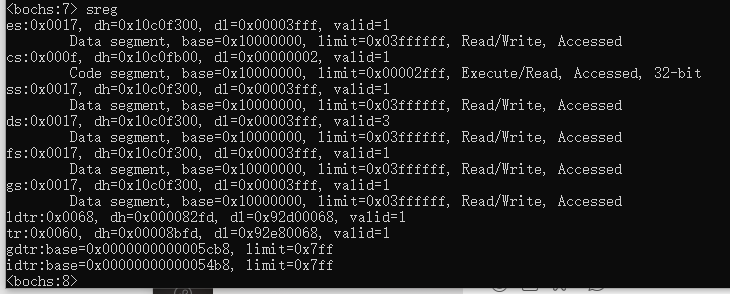 <bochs:7> sreg
es:0x0017, dh=0x10c0f300, dl=0x00003fff, valid=1
Data segment, base=0x10000000, limit=0x03ffffff, Read/Write, Accessed
cs:0x000f, dh=0x10c0fb00, dl=0x00000002, valid=1
Code segment, base=0x10000000, limit=0x00002fff, Execute/Read, Accessed, 32-bit
ss:0x0017, dh=0x10c0f300, dl=0x00003fff, valid=1
Data segment, base=0x10000000, limit=0x03ffffff, Read/Write, Accessed
ds:0x0017, dh=0x10c0f300, dl=0x00003fff, valid=3
Data segment, base=0x10000000, limit=0x03ffffff, Read/Write, Accessed
fs:0x0017, dh=0x10c0f300, dl=0x00003fff, valid=1
Data segment, base=0x10000000, limit=0x03ffffff, Read/Write, Accessed
gs:0x0017, dh=0x10c0f300, dl=0x00003fff, valid=1
Data segment, base=0x10000000, limit=0x03ffffff, Read/Write, Accessed
ldtr:0x0068, dh=0x000082fd, dl=0x92d00068, valid=1
tr:0x0060, dh=0x00008bfd, dl=0x92e80068, valid=1
gdtr:base=0x0000000000005cb8, limit=0x7ff
idtr:base=0x00000000000054b8, limit=0x7ff
<bochs:8>